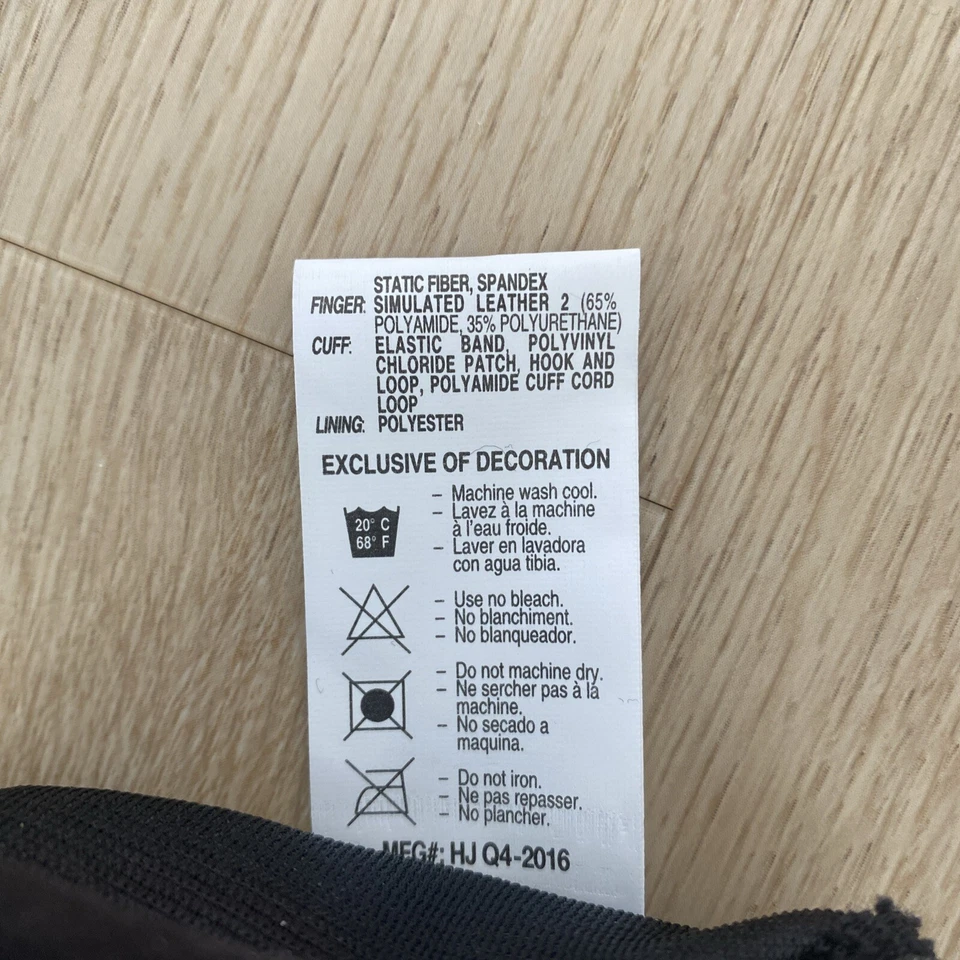 STATIC FIBER, SPANDEX
FINGER: SIMULATED LEATHER 2 (65%
POLYAMIDE, 35% POLYURETHANE)
CUFF: ELASTIC BAND, POLYVINYL
CHLORIDE PATCH, HOOK AND
LOOP, POLYAMIDE CUFF CORD
LOOP
LINING: POLYESTER
EXCLUSIVE OF DECORATION
20° C
68° F
– Machine wash cool.
– Lavez à la machine
à l'eau froide.
– Laver en lavadora
con agua tibia.
– Use no bleach.
– No blanchiment.
– No blanqueador.
– Do not machine dry.
– Ne sercher pas à la
machine.
– No secado a
maquina.
– Do not iron.
– Ne pas repasser.
– No plancher.
MFG#: HJ Q4-2016